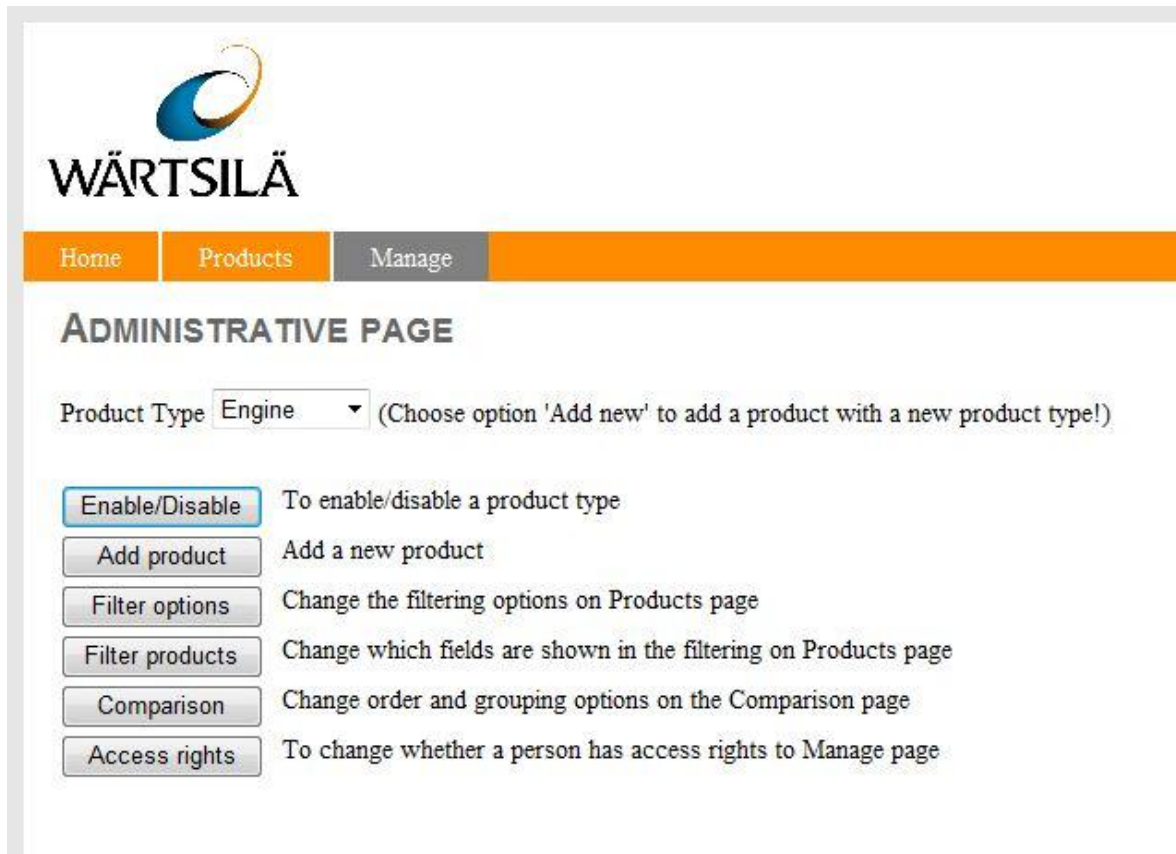 WÄRTSILÄ
Home Products Manage
ADMINISTRATIVE PAGE
Product Type Engine (Choose option 'Add new' to add a product with a new product type!)
Enable/Disable To enable/disable a product type
Add product Add a new product
Filter options Change the filtering options on Products page
Filter products Change which fields are shown in the filtering on Products page
Comparison Change order and grouping options on the Comparison page
Access rights To change whether a person has access rights to Manage page